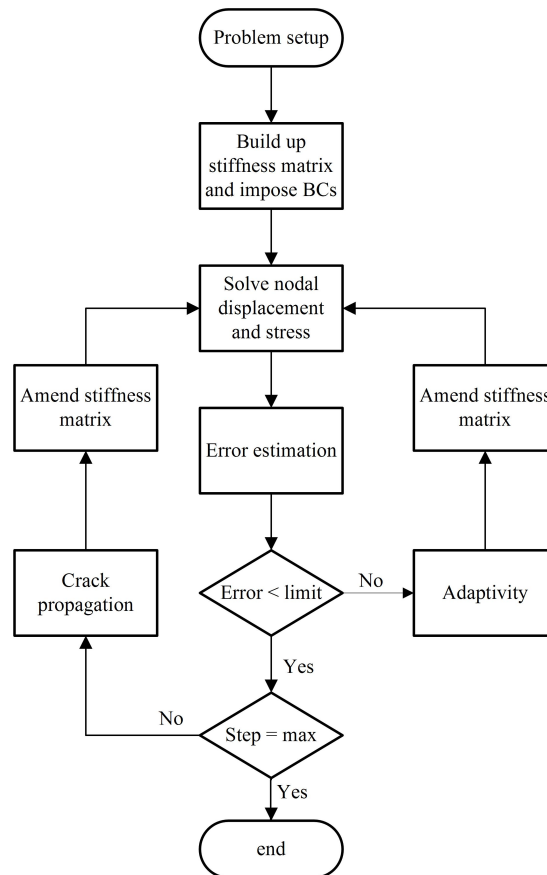 Problem setup
Build up
stiffness matrix
and impose BCs
Solve nodal
displacement
and stress
Amend stiffness
matrix
Amend stiffness
matrix
Error estimation
Crack
propagation
Error < limit
No
Adaptivity
Yes
No
Step = max
Yes
end